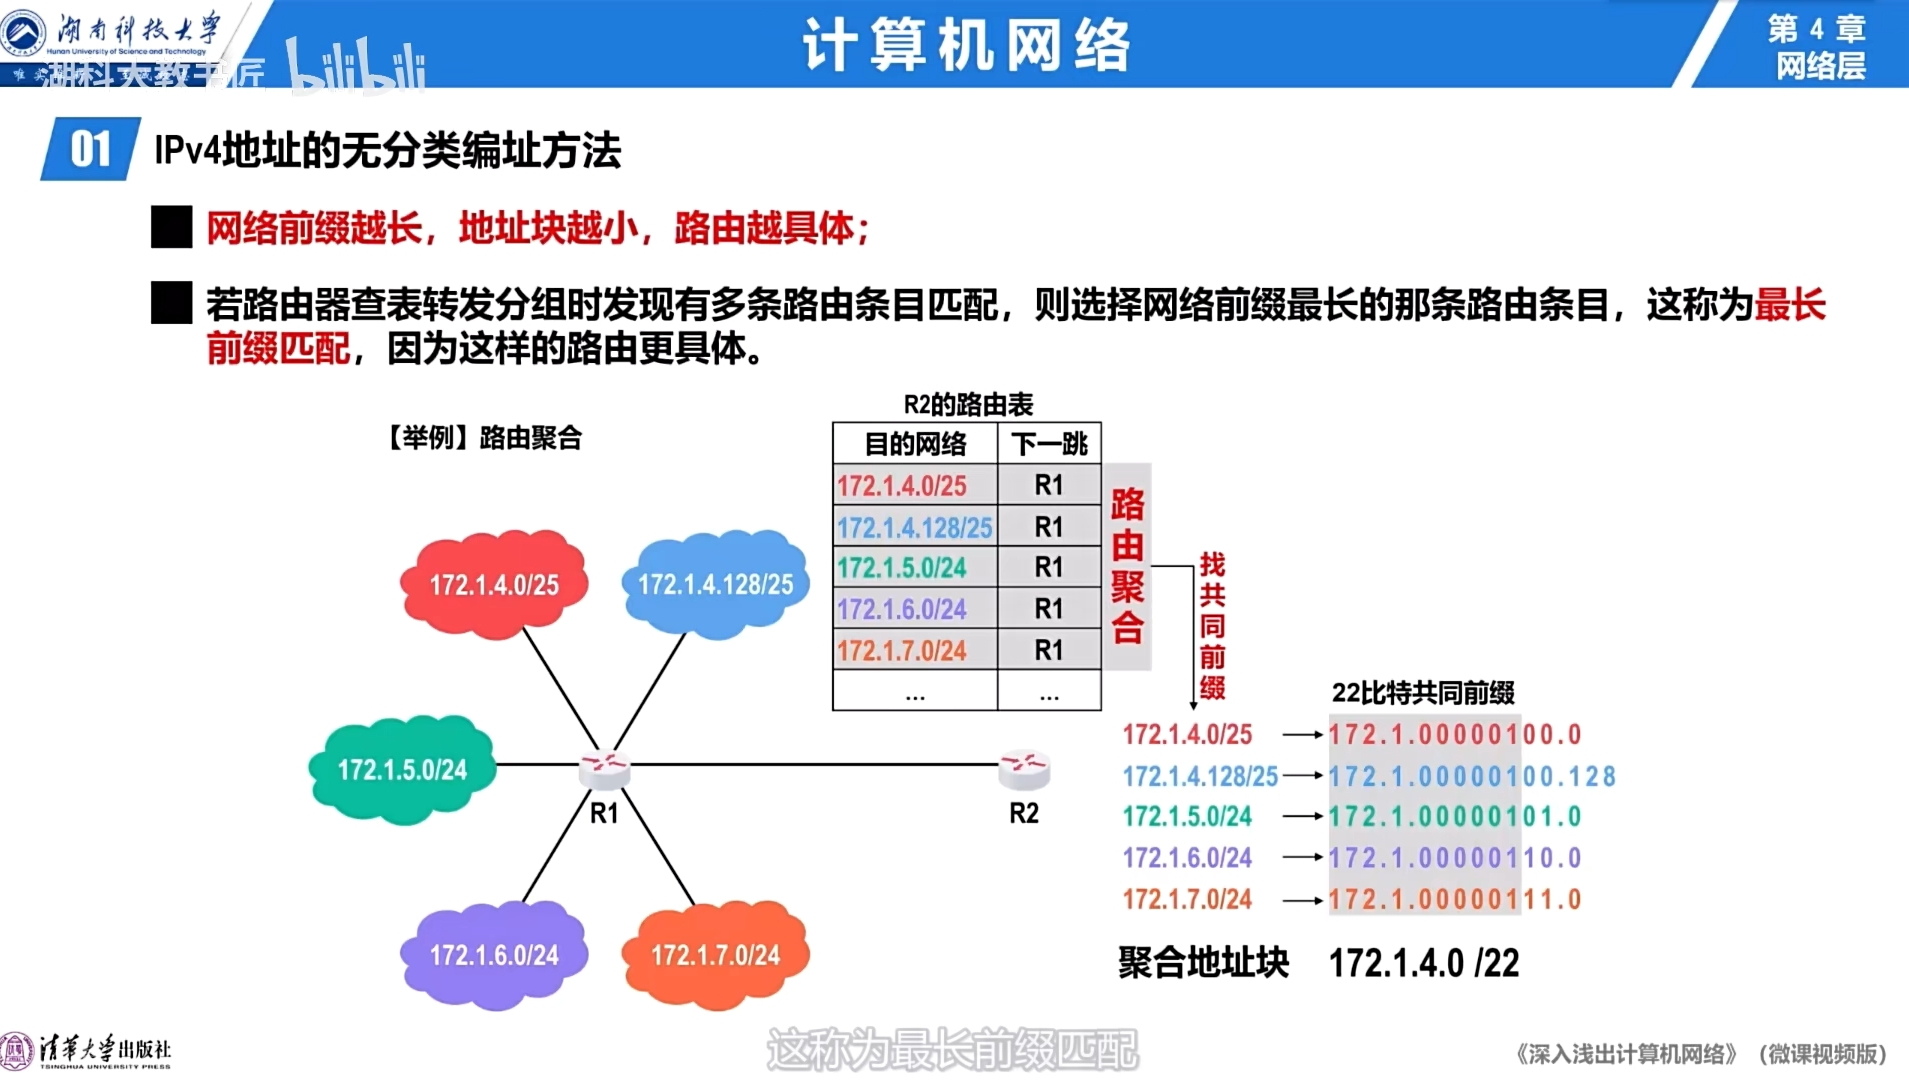 湖南科技大学
Hunan University of Science and Technology
湖科大教书匠 bilibili
计算机网络
第 4 章
网络层
01 IPv4地址的无分类编址方法
网络前缀越长，地址块越小，路由越具体；
若路由器查表转发分组时发现有多条路由条目匹配，则选择网络前缀最长的那条路由条目，这称为最长
前缀匹配，因为这样的路由更具体。
【举例】路由聚合
R2的路由表
目的网络 下一跳
172.1.4.0/25 R1
172.1.4.128/25 R1
172.1.5.0/24 R1
172.1.6.0/24 R1
172.1.7.0/24 R1
... ...
路由聚合
找共同前缀
172.1.4.0/25
172.1.4.128/25
172.1.5.0/24
R1
R2
172.1.6.0/24
172.1.7.0/24
22比特共同前缀
172.1.4.0/25 172.1.00000100.0
172.1.4.128/25 172.1.00000100.128
172.1.5.0/24 172.1.00000101.0
172.1.6.0/24 172.1.00000110.0
172.1.7.0/24 172.1.00000111.0
聚合地址块 172.1.4.0 /22
这称为最长前缀匹配
清华大学出版社
TSINGHUA UNIVERSITY PRESS
《深入浅出计算机网络》（微课视频版）